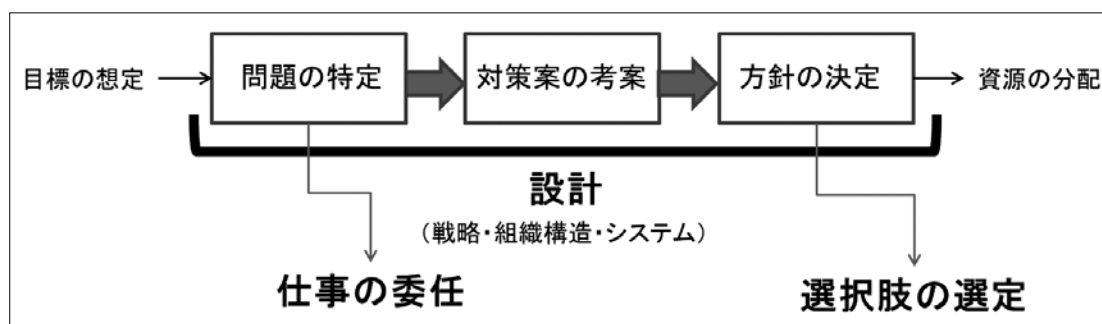 目標の想定
問題の特定
対策案の考案
方針の決定
資源の分配
設計
（戦略・組織構造・システム）
仕事の委任
選択肢の選定